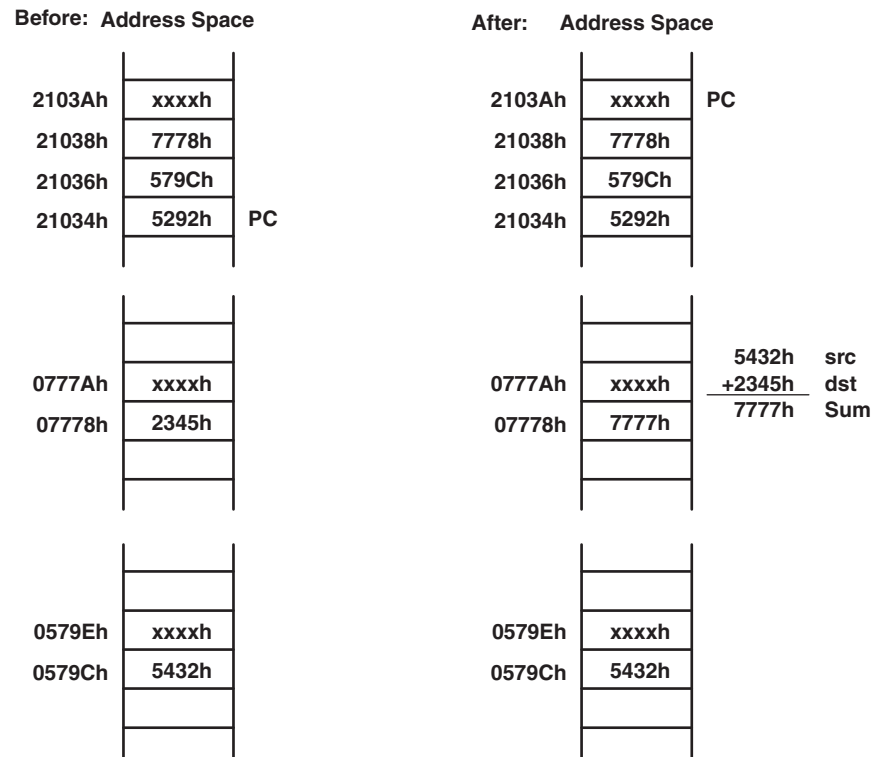 Before: Address Space
2103Ah xxxxh
21038h 7778h
21036h 579Ch
21034h 5292h PC
0777Ah xxxxh
07778h 2345h
0579Eh xxxxh
0579Ch 5432h
After: Address Space
2103Ah xxxxh PC
21038h 7778h
21036h 579Ch
21034h 5292h
0777Ah xxxxh
07778h 7777h
5432h src
+2345h dst
7777h Sum
0579Eh xxxxh
0579Ch 5432h